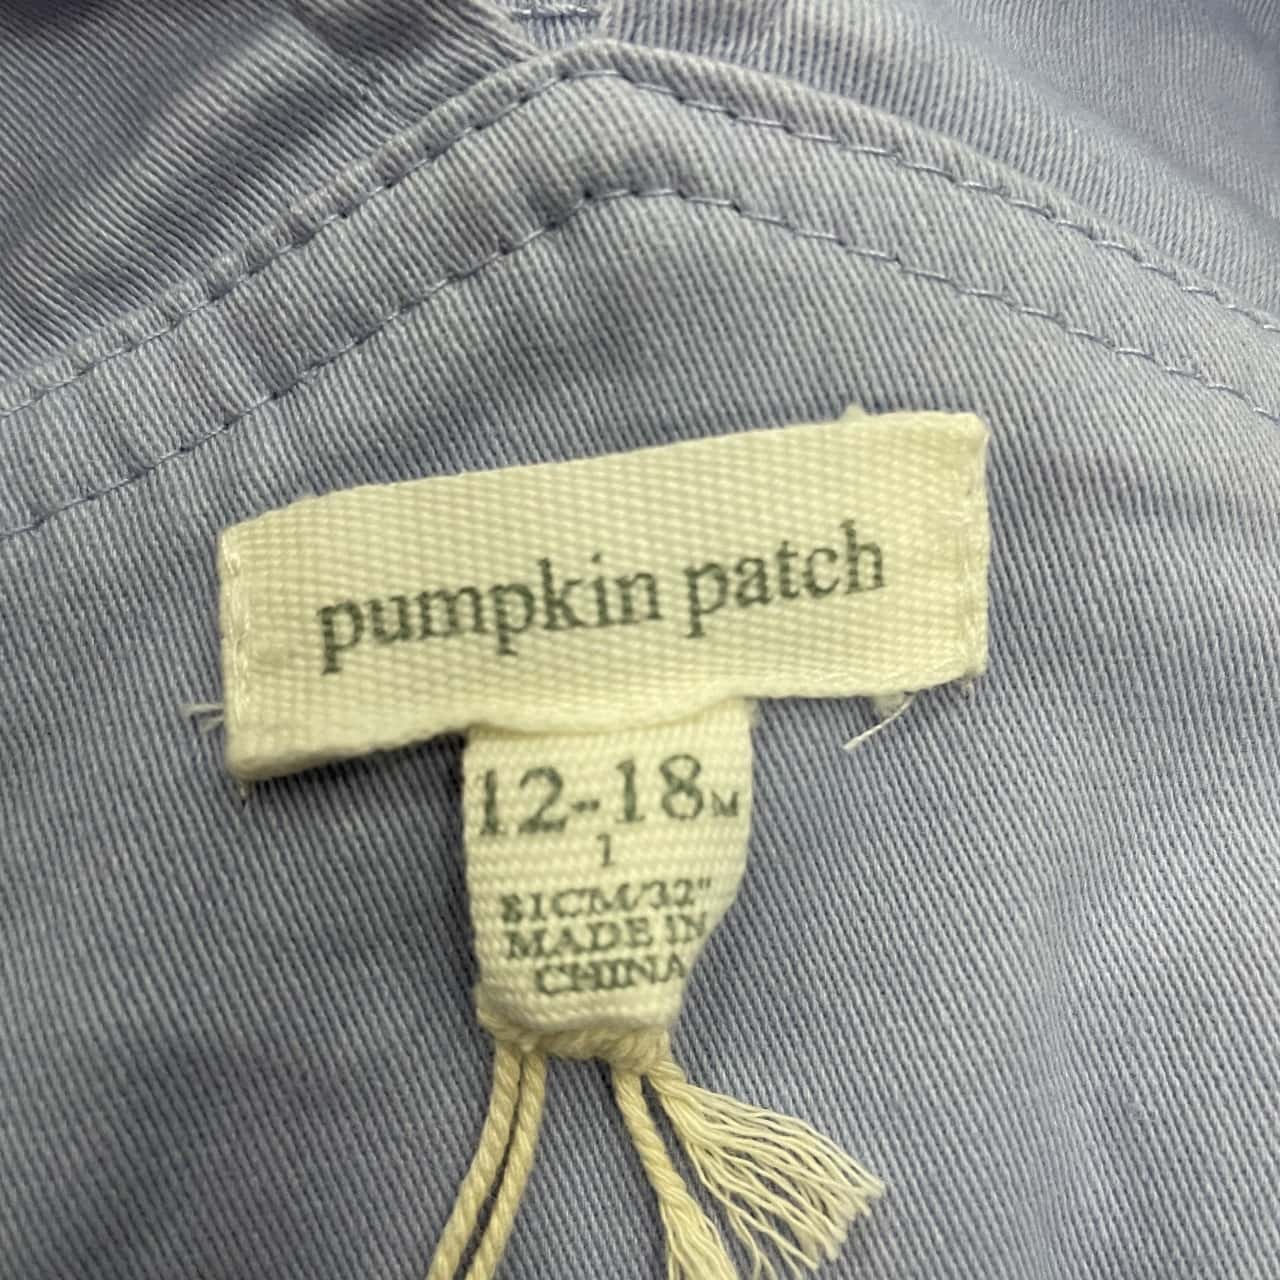 pumpkin patch
12-18M
1
81CM/32"
MADE IN
CHINA